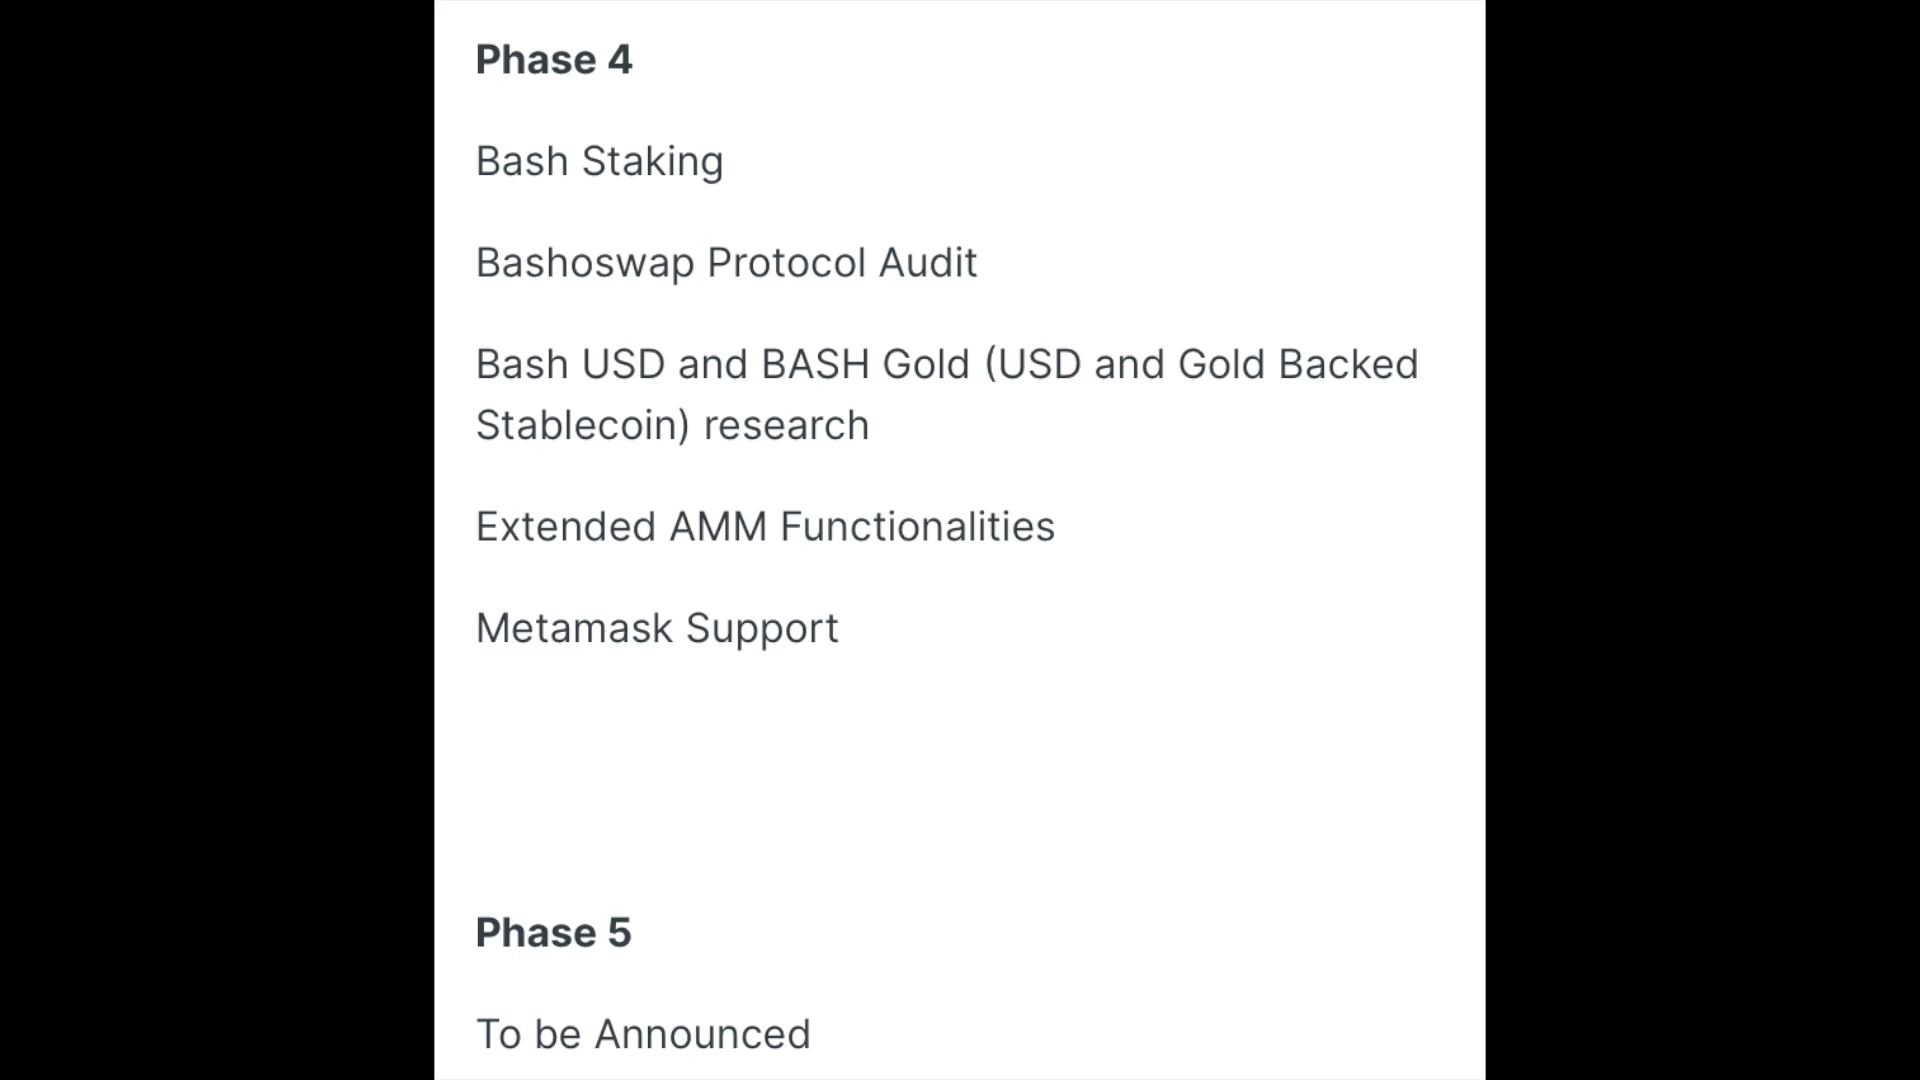 Phase 4
Bash Staking
Bashoswap Protocol Audit
Bash USD and BASH Gold (USD and Gold Backed
Stablecoin) research
Extended AMM Functionalities
Metamask Support
Phase 5
To be Announced